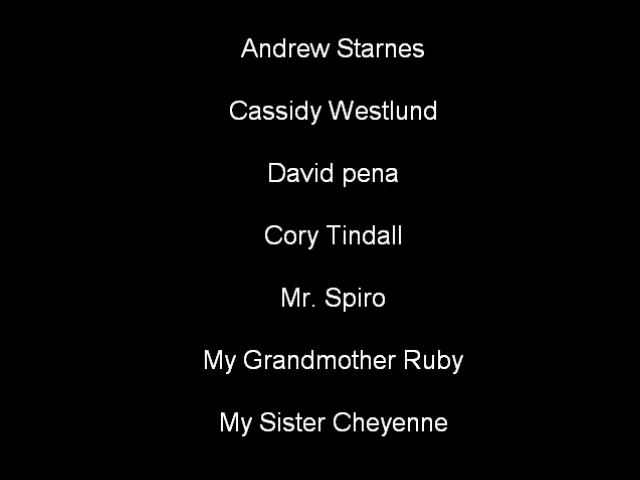 Andrew Starnes
Cassidy Westlund
David pena
Cory Tindall
Mr. Spiro
My Grandmother Ruby
My Sister Cheyenne